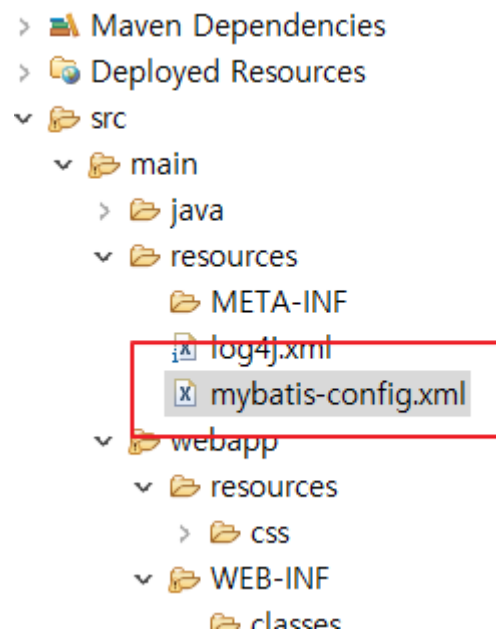 Maven Dependencies
Deployed Resources
src
main
java
resources
META-INF
log4j.xml
mybatis-config.xml
webapp
resources
css
WEB-INF
classes